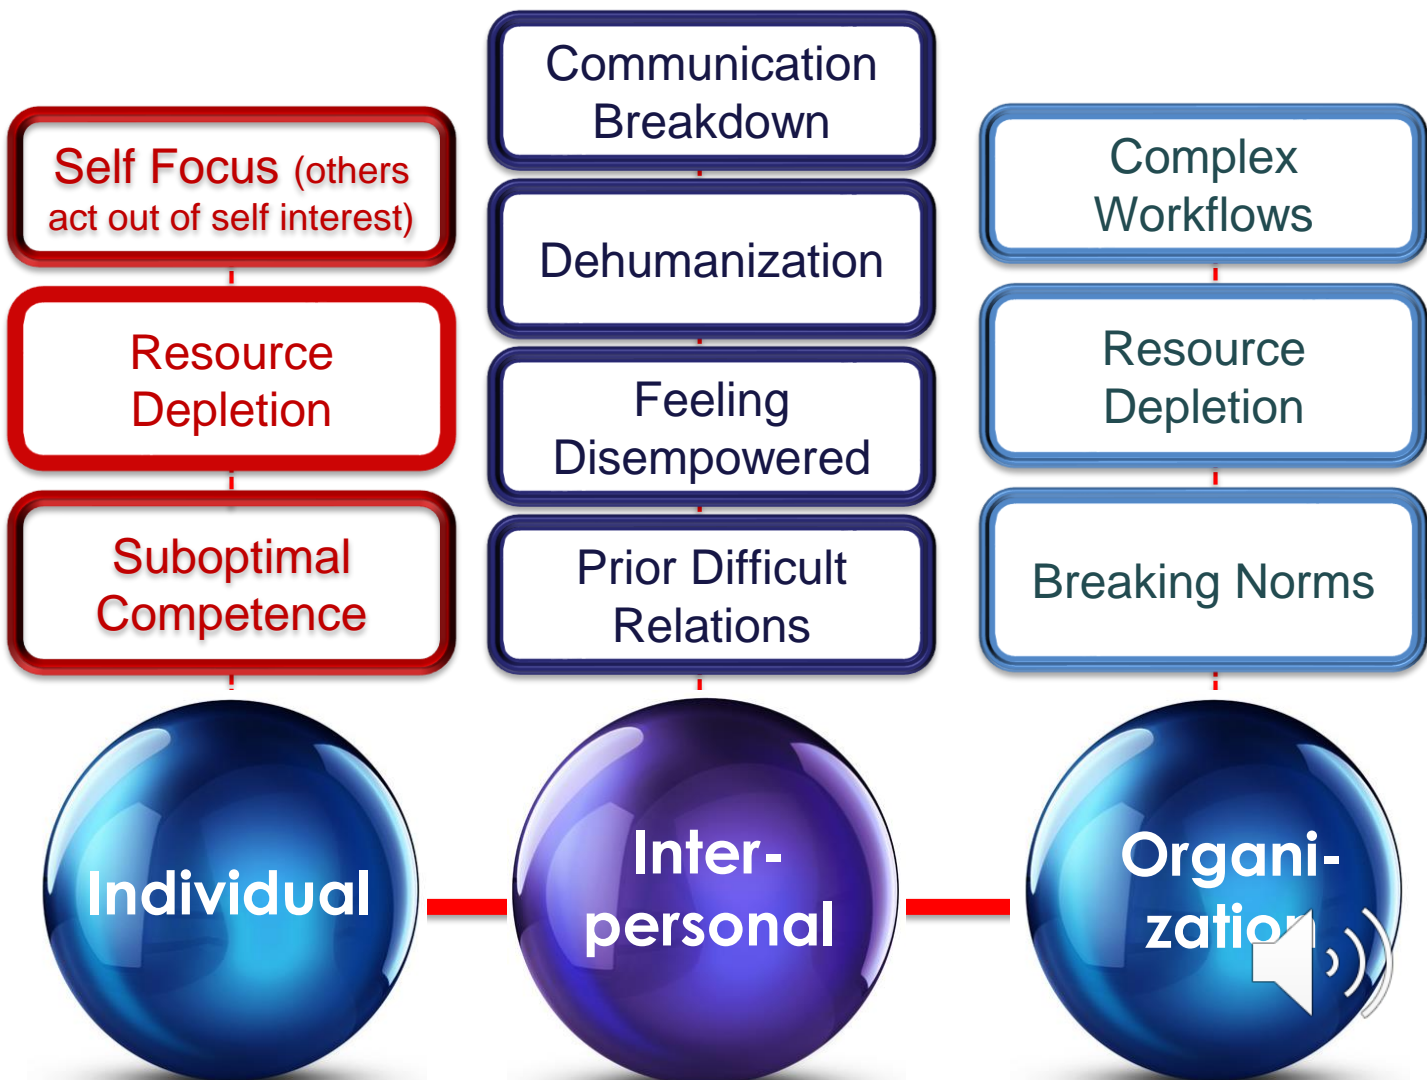 Self Focus (others
act out of self interest)
Resource
Depletion
Suboptimal
Competence
Individual
Communication
Breakdown
Dehumanization
Feeling
Disempowered
Prior Difficult
Relations
Inter-
personal
Complex
Workflows
Resource
Depletion
Breaking Norms
Organi-
zation